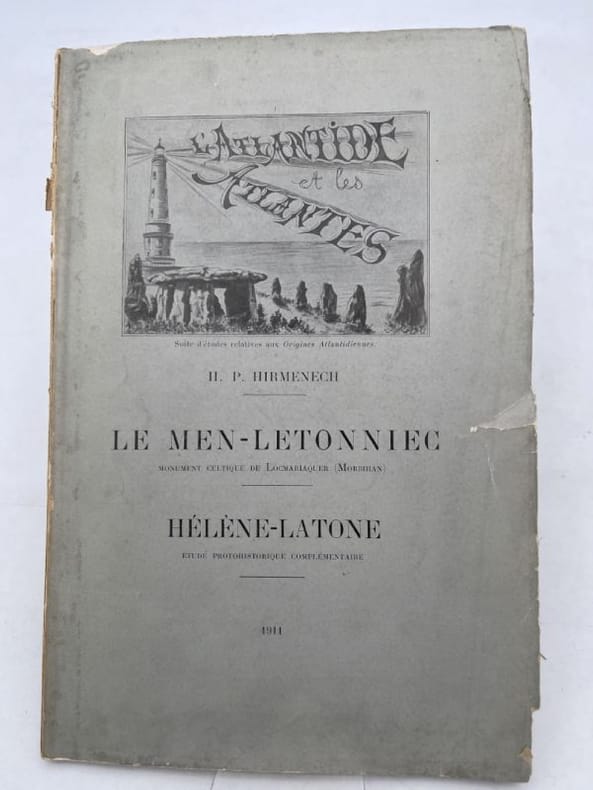 L'ATLANTIDE
et les
ATLANTES
Suite d'études relatives aux Origines Atlantidiennes.
H. P. HIRMENECH
LE MEN-LETONNIEC
MONUMENT CELTIQUE DE LOCMARIAQUER (MORBIHAN)
HÉLÈNE-LATONE
ÉTUDE PROTOHISTORIQUE COMPLÉMENTAIRE
1911